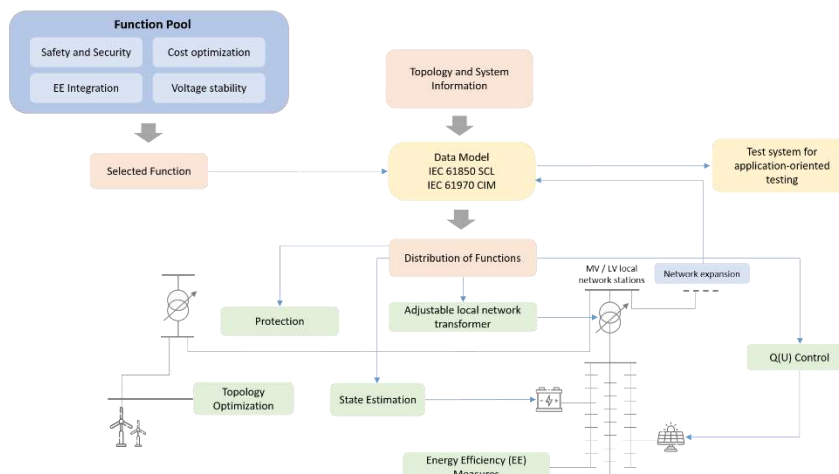 Function Pool
Safety and Security
Cost optimization
EE Integration
Voltage stability
Topology and System
Information
Selected Function
Data Model
IEC 61850 SCL
IEC 61970 CIM
Test system for
application-oriented
testing
Distribution of Functions
MV / LV local
network stations
Network expansion
Protection
Adjustable local network
transformer
Q(U) Control
Topology
Optimization
State Estimation
Energy Efficiency (EE)
Measures